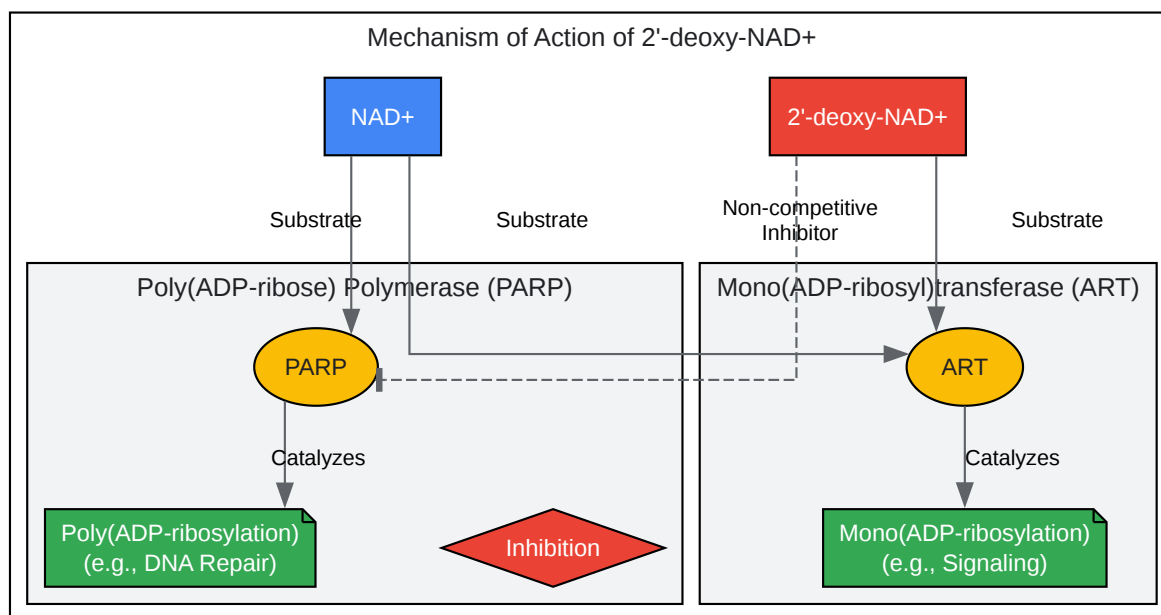 Mechanism of Action of 2'-deoxy-NAD+
NAD+
2'-deoxy-NAD+
Substrate
Substrate
Non-competitive
Inhibitor
Substrate
Poly(ADP-ribose) Polymerase (PARP)
Mono(ADP-ribosyl)transferase (ART)
PARP
ART
Catalyzes
Catalyzes
Poly(ADP-ribosylation)
(e.g., DNA Repair)
Inhibition
Mono(ADP-ribosylation)
(e.g., Signaling)